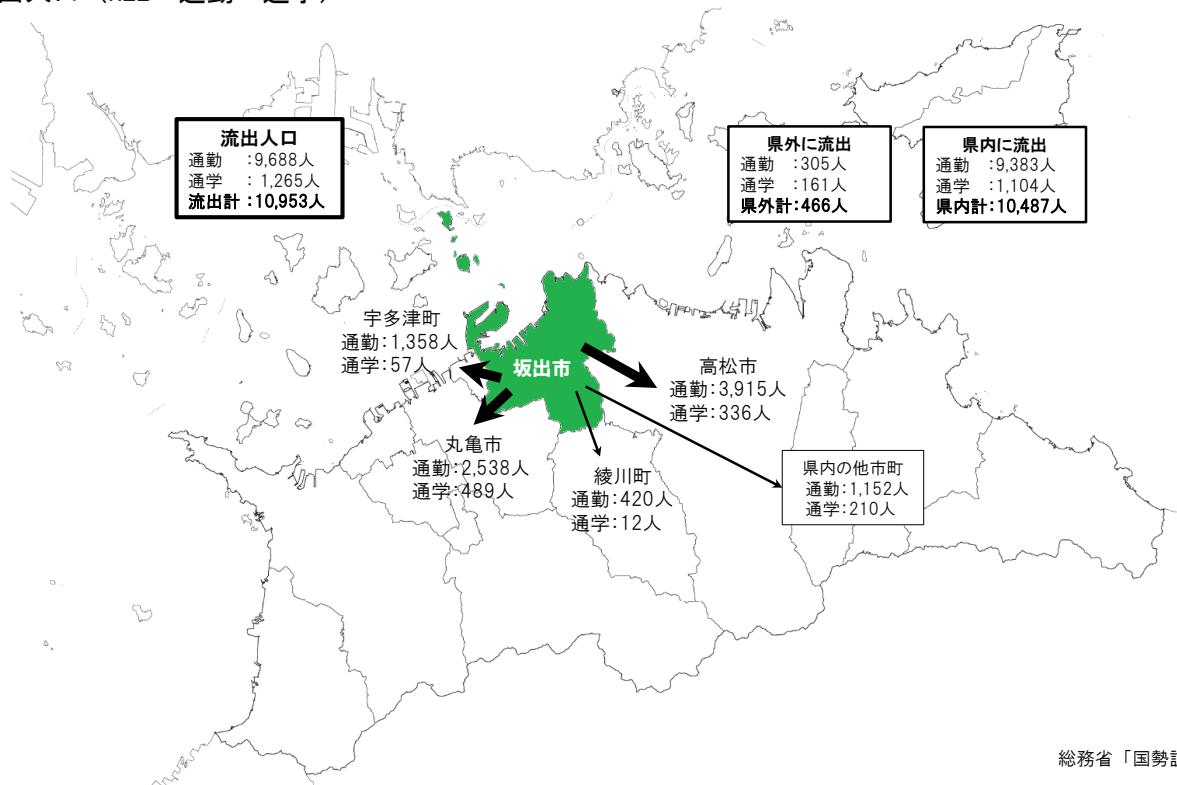 流出人口
通勤　:9,688人
通学　: 1,265人
流出計:10,953人
県外に流出
通勤　:305人
通学　:161人
県外計:466人
県内に流出
通勤　:9,383人
通学　:1,104人
県内計:10,487人
宇多津町
通勤:1,358人
通学:57人
坂出市
高松市
通勤:3,915人
通学:336人
丸亀市
通勤:2,538人
通学:489人
綾川町
通勤:420人
通学:12人
県内の他市町
通勤:1,152人
通学:210人
総務省「国勢